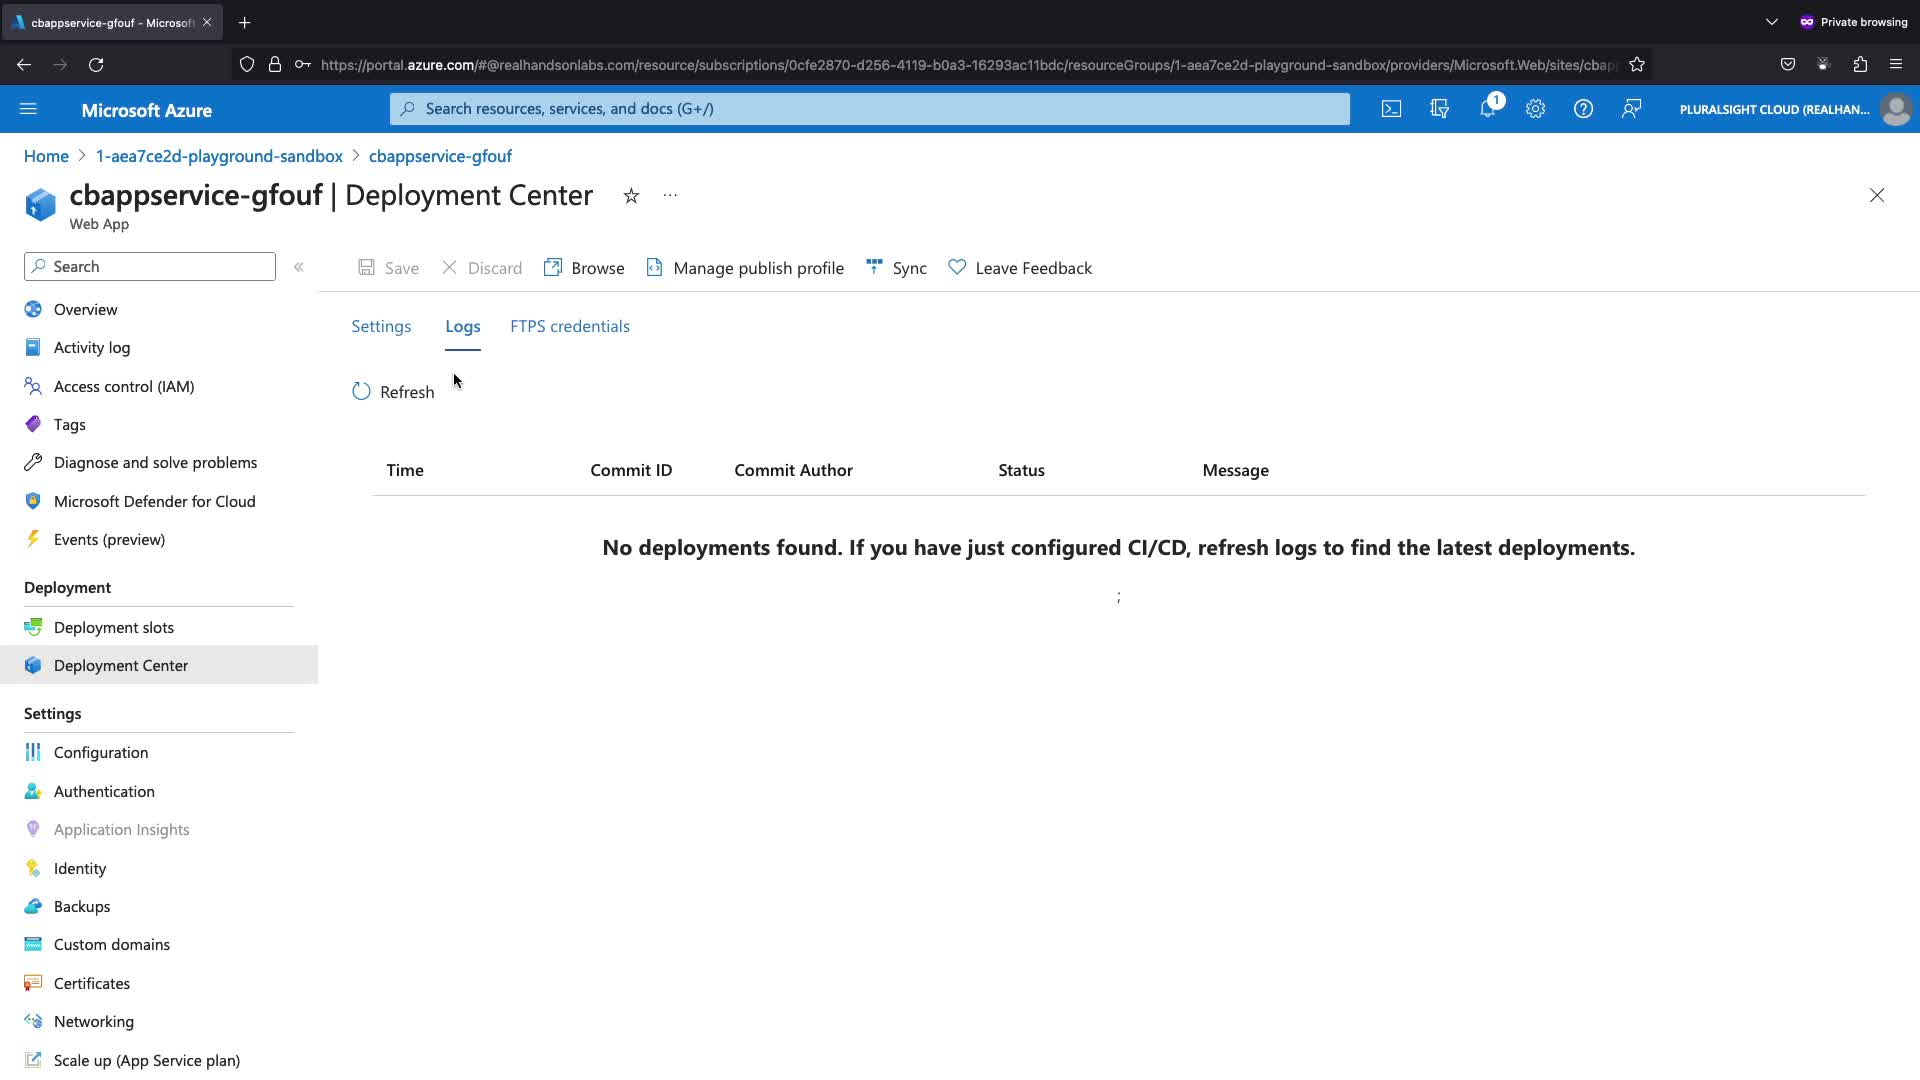 cbappservice-gfouf - Microsoft
Private browsing
https://portal.azure.com/#@realhandsonlabs.com/resource/subscriptions/0cfe2870-d256-4119-b0a3-16293ac11bdc/resourceGroups/1-aea7ce2d-playground-sandbox/providers/Microsoft.Web/sites/cbapp
Microsoft Azure
Search resources, services, and docs (G+/)
1
PLURALSIGHT CLOUD (REALHAN...
Home > 1-aea7ce2d-playground-sandbox > cbappservice-gfouf
cbappservice-gfouf | Deployment Center
Web App
Search
Save
Discard
Browse
Manage publish profile
Sync
Leave Feedback
Overview
Activity log
Access control (IAM)
Tags
Diagnose and solve problems
Microsoft Defender for Cloud
Events (preview)
Deployment
Deployment slots
Deployment Center
Settings
Configuration
Authentication
Application Insights
Identity
Backups
Custom domains
Certificates
Networking
Scale up (App Service plan)
Settings
Logs
FTPS credentials
Refresh
Time
Commit ID
Commit Author
Status
Message
No deployments found. If you have just configured CI/CD, refresh logs to find the latest deployments.
;